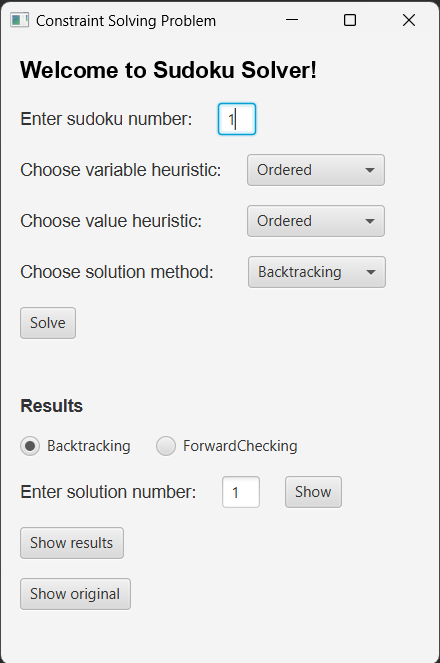 Constraint Solving Problem
Welcome to Sudoku Solver!
Enter sudoku number: 1
Choose variable heuristic: Ordered
Choose value heuristic: Ordered
Choose solution method: Backtracking
Solve
Results
Backtracking ForwardChecking
Enter solution number: 1 Show
Show results
Show original